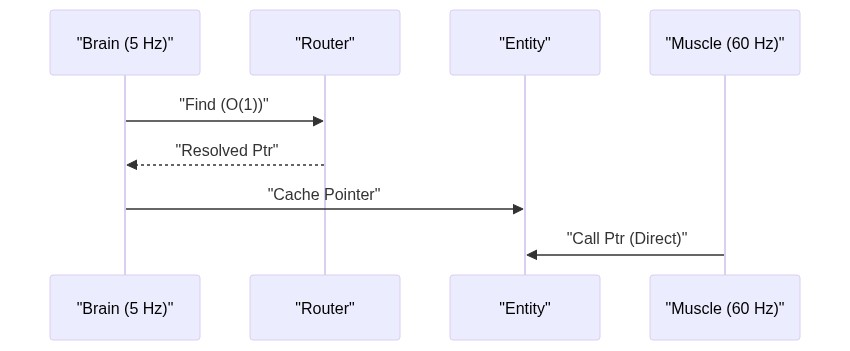 "Brain (5 Hz)" "Router" "Entity" "Muscle (60 Hz)"
"Find (O(1))"
"Resolved Ptr"
"Cache Pointer"
"Call Ptr (Direct)"
"Brain (5 Hz)" "Router" "Entity" "Muscle (60 Hz)"